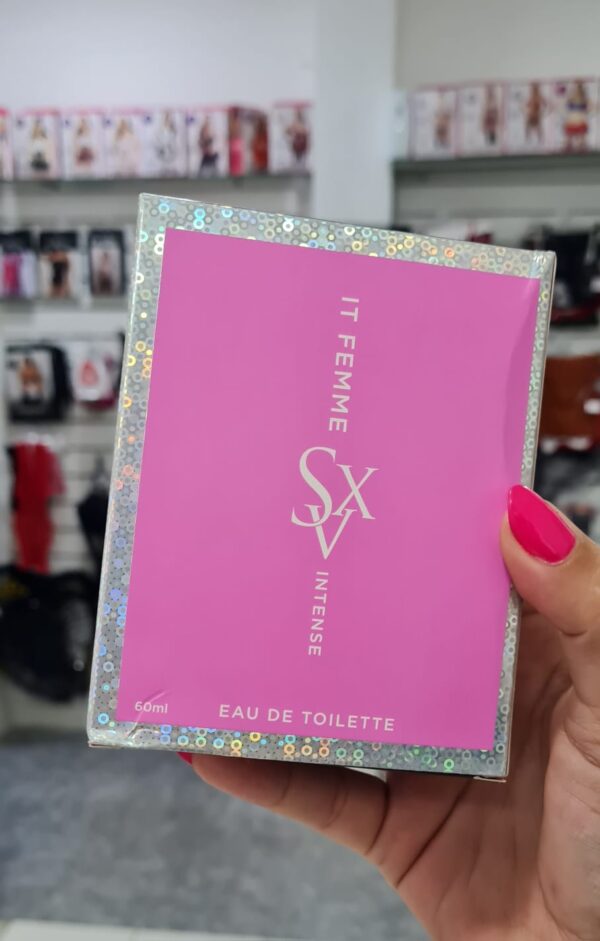 IT FEMME
SXV
INTENSE
60ml
EAU DE TOILETTE